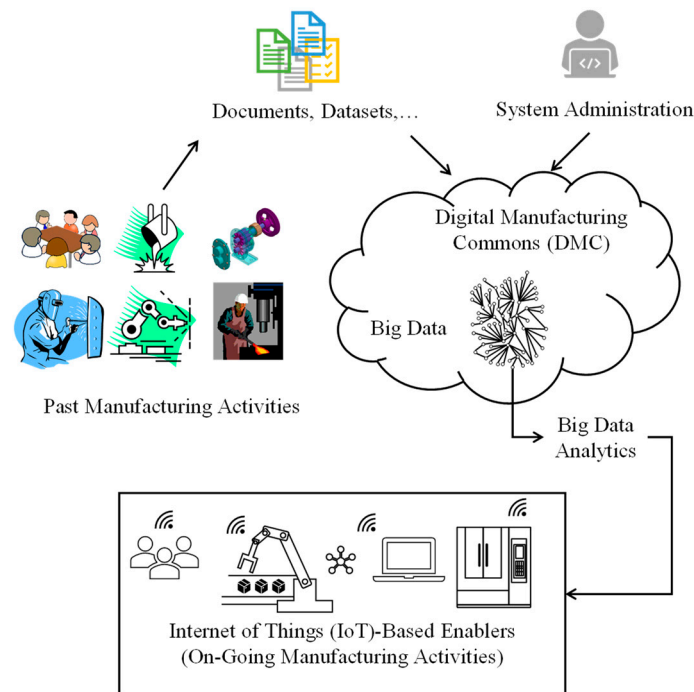 Documents, Datasets,…
System Administration
</>
Digital Manufacturing
Commons (DMC)
Big Data
Past Manufacturing Activities
Big Data
Analytics
Internet of Things (IoT)-Based Enablers
(On-Going Manufacturing Activities)